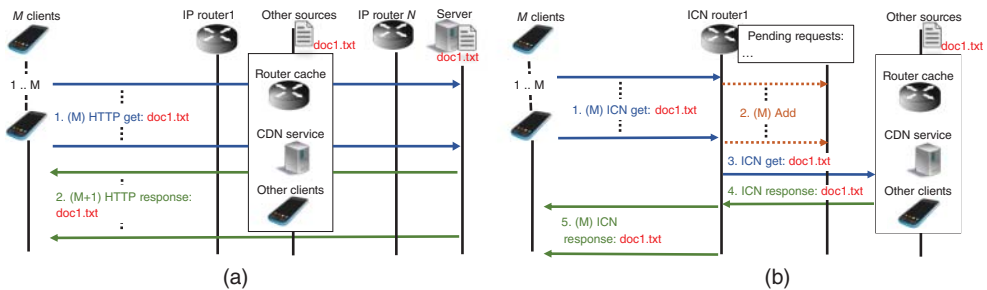 M clients
IP router1
Other sources
doc1.txt
IP router N
Server
doc1.txt
1 .. M
Router cache
1. (M) HTTP get: doc1.txt
CDN service
2. (M+1) HTTP response:
doc1.txt
Other clients
(a)
M clients
ICN router1
Pending requests:
...
Other sources
doc1.txt
1 .. M
Router cache
1. (M) ICN get: doc1.txt
2. (M) Add
CDN service
3. ICN get: doc1.txt
4. ICN response: doc1.txt
Other clients
5. (M) ICN
response: doc1.txt
(b)